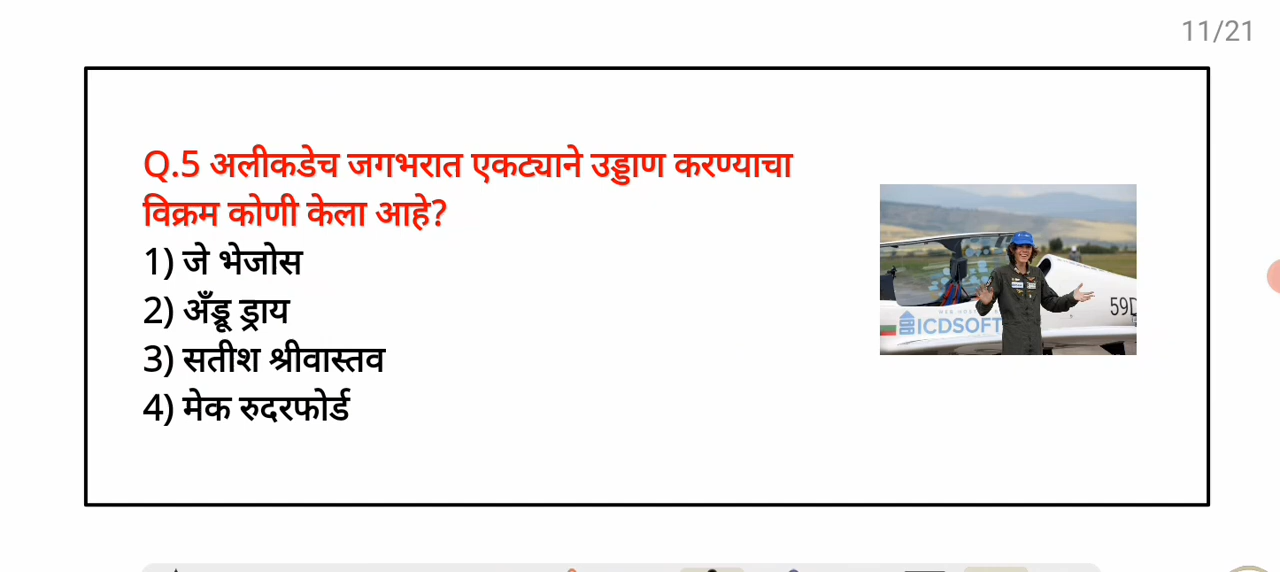 11/21
Q.5 अलीकडेच जगभरात एकट्याने उड्डाण करण्याचा
विक्रम कोणी केला आहे?
1) जे भेजोस
2) अँड्रू ड्राय
3) सतीश श्रीवास्तव
4) मेक रुदरफोर्ड
59D
ICDSOFT